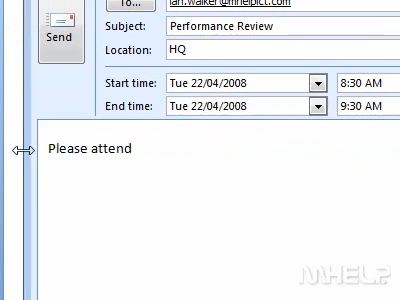 To...
ian.walker@mhelpict.com
Send
Subject: Performance Review
Location: HQ
Start time: Tue 22/04/2008 8:30 AM
End time: Tue 22/04/2008 9:30 AM
Please attend
MHELP